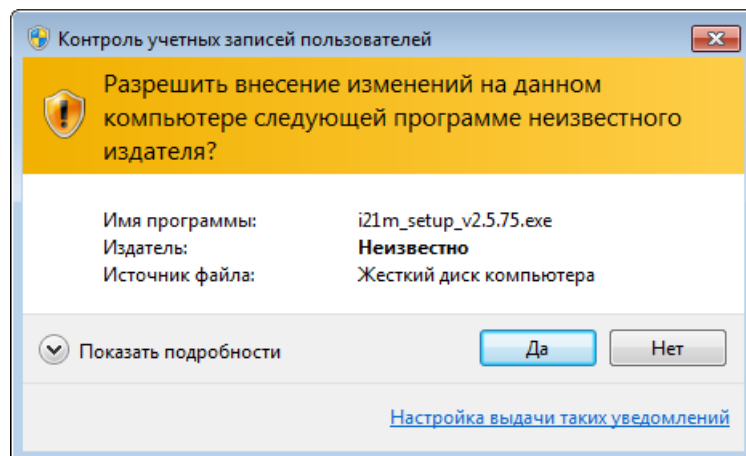 Контроль учетных записей пользователей
Разрешить внесение изменений на данном
компьютере следующей программе неизвестного
издателя?
Имя программы: i21m_setup_v2.5.75.exe
Издатель: Неизвестно
Источник файла: Жесткий диск компьютера
Показать подробности Да Нет
Настройка выдачи таких уведомлений